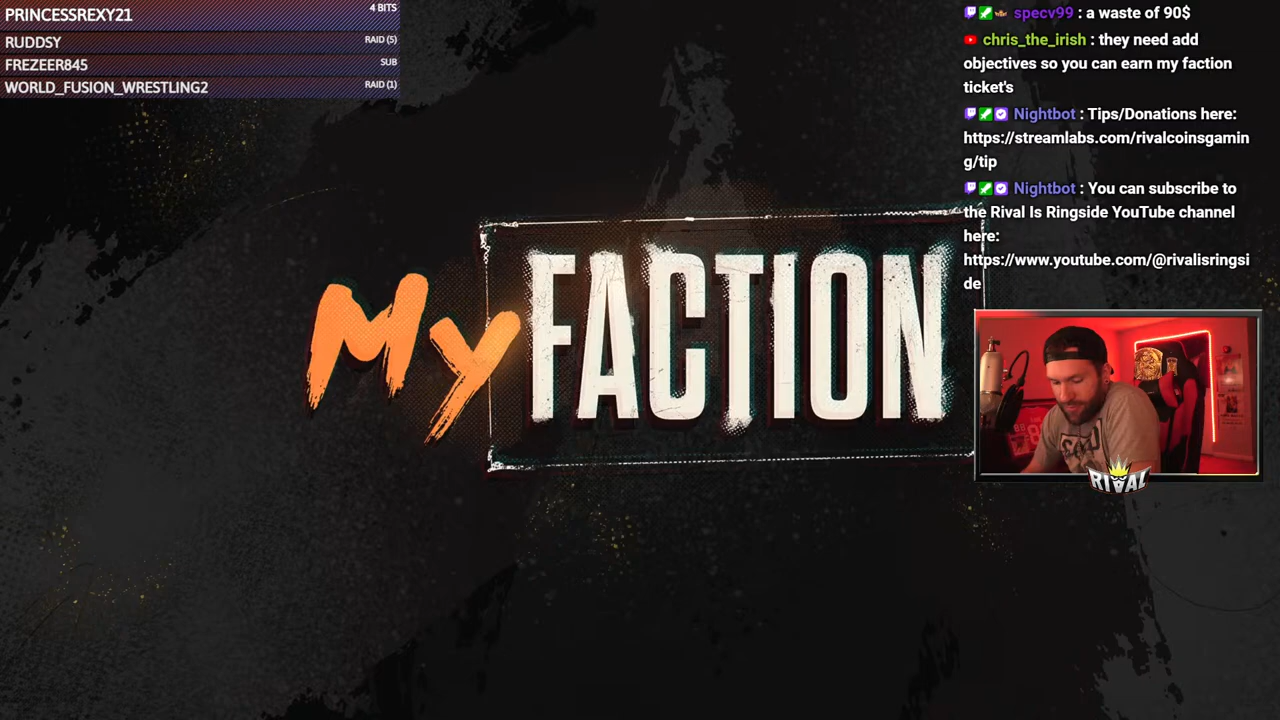 PRINCESSREXY21 4 BITS
RUDDSY RAID (5)
FREZEER845 SUB
WORLD_FUSION_WRESTLING2 RAID (1)
specv99 : a waste of 90$
chris_the_irish : they need add
objectives so you can earn my faction
ticket's
Nightbot : Tips/Donations here:
https://streamlabs.com/rivalcoinsgamin
g/tip
Nightbot : You can subscribe to
the Rival Is Ringside YouTube channel
here:
https://www.youtube.com/@rivalisringsi
de
My FACTION
RIVAL